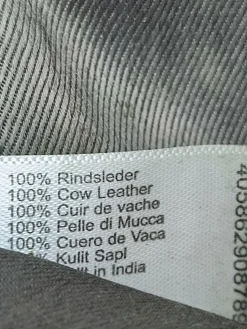 100% Rindsleder
100% Cow Leather
100% Cuir de vache
100% Pelle di Mucca
100% Cuero de Vaca
Kulit Sapi
in India